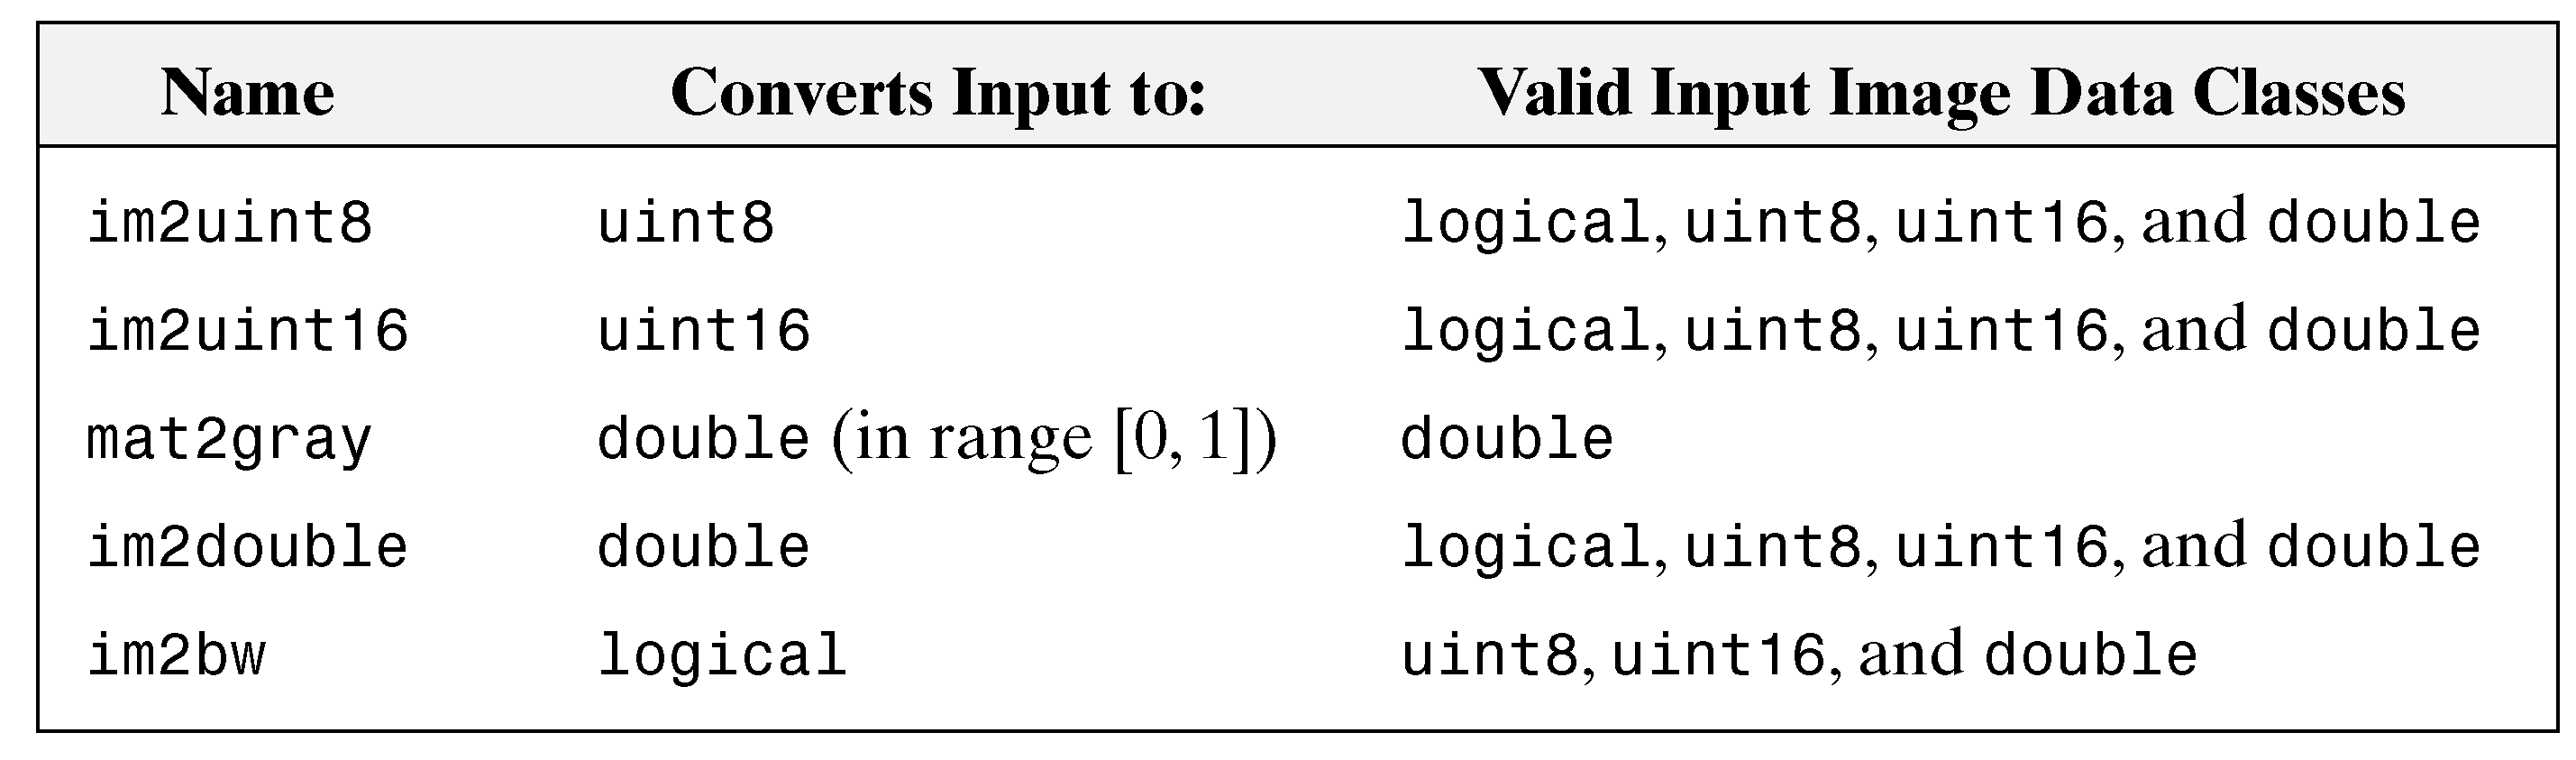 Name Converts Input to: Valid Input Image Data Classes
im2uint8 uint8 logical, uint8, uint16, and double
im2uint16 uint16 logical, uint8, uint16, and double
mat2gray double (in range [0, 1]) double
im2double double logical, uint8, uint16, and double
im2bw logical uint8, uint16, and double